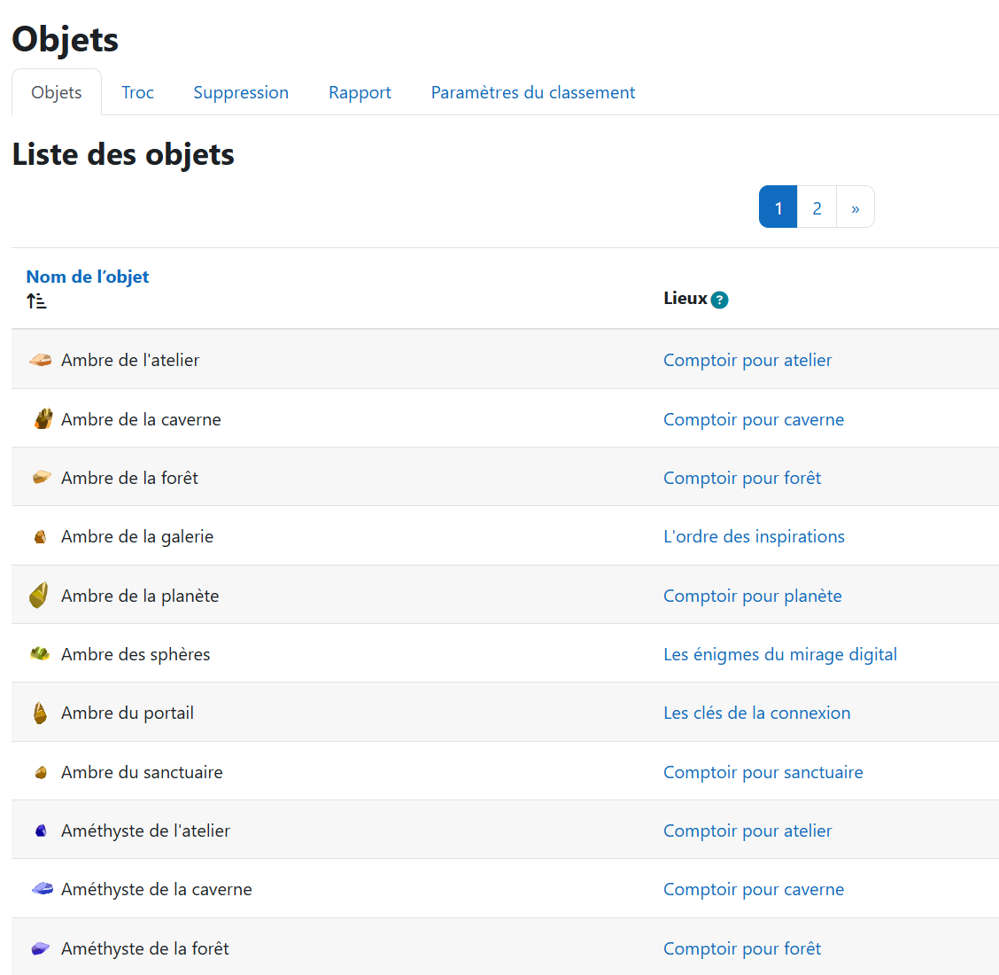 Objets
Objets Troc Suppression Rapport Paramètres du classement
Liste des objets
1 2 »
Nom de l’objet
Lieux ?
Ambre de l'atelier Comptoir pour atelier
Ambre de la caverne Comptoir pour caverne
Ambre de la forêt Comptoir pour forêt
Ambre de la galerie L'ordre des inspirations
Ambre de la planète Comptoir pour planète
Ambre des sphères Les énigmes du mirage digital
Ambre du portail Les clés de la connexion
Ambre du sanctuaire Comptoir pour sanctuaire
Améthyste de l'atelier Comptoir pour atelier
Améthyste de la caverne Comptoir pour caverne
Améthyste de la forêt Comptoir pour forêt